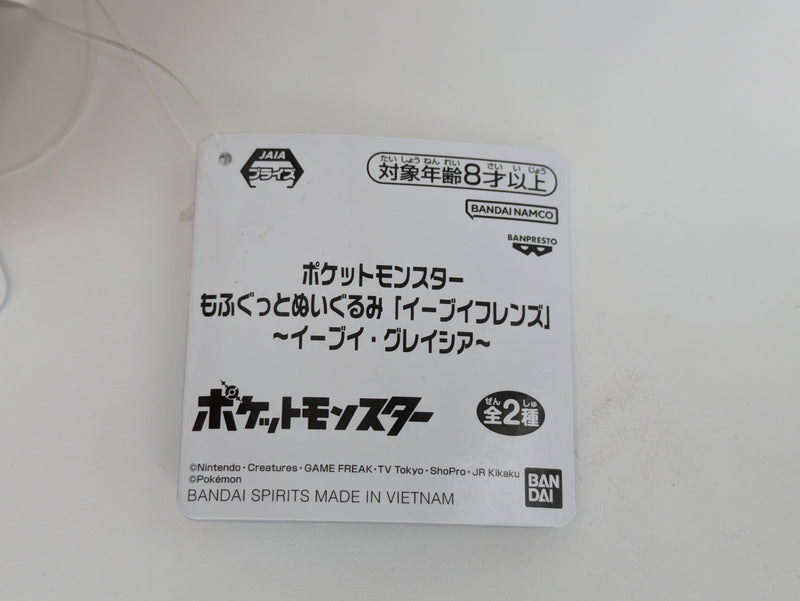 JAIA
プライズ
たいしょうねんれい さいいじょう
対象年齢8才以上
BANDAI NAMCO
BANPRESTO
ポケットモンスター
もふぐっとぬいぐるみ「イーブイフレンズ」
~イーブイ・グレイシア~
ポケットモンスター
ぜん しゅ
全2種
©Nintendo・Creatures・GAME FREAK・TV Tokyo・ShoPro・JR Kikaku
©Pokémon
BANDAI SPIRITS MADE IN VIETNAM
BAN
DAI